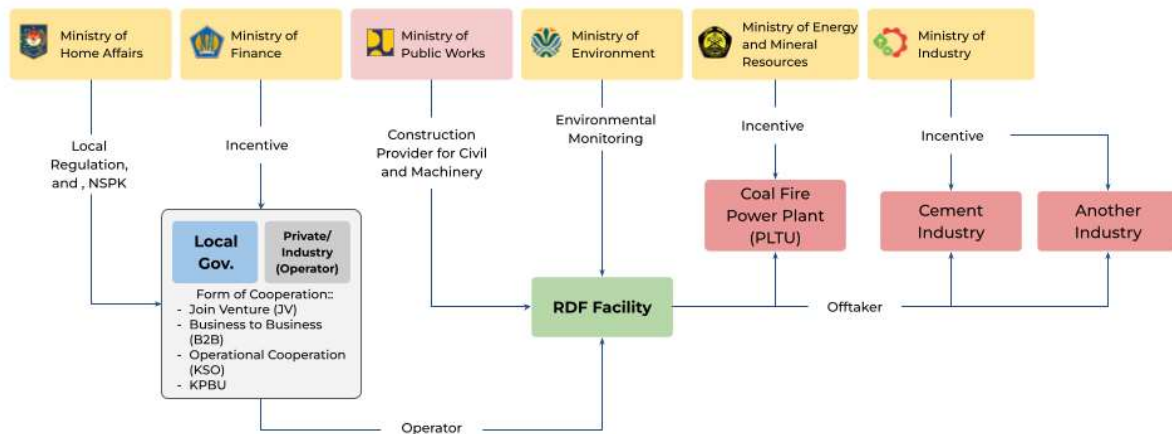 Ministry of
Home Affairs
Ministry of
Finance
Ministry of
Public Works
Ministry of
Environment
Ministry of Energy
and Mineral
Resources
Ministry of
Industry
Local
Regulation,
and , NSPK
Incentive
Construction
Provider for Civil
and Machinery
Environmental
Monitoring
Incentive
Incentive
Coal Fire
Power Plant
(PLTU)
Cement
Industry
Another
Industry
Local
Gov.
Private/
Industry
(Operator)
Form of Cooperation::
- Join Venture (JV)
- Business to Business
(B2B)
- Operational Cooperation
(KSO)
- KPBU
RDF Facility
Offtaker
Operator